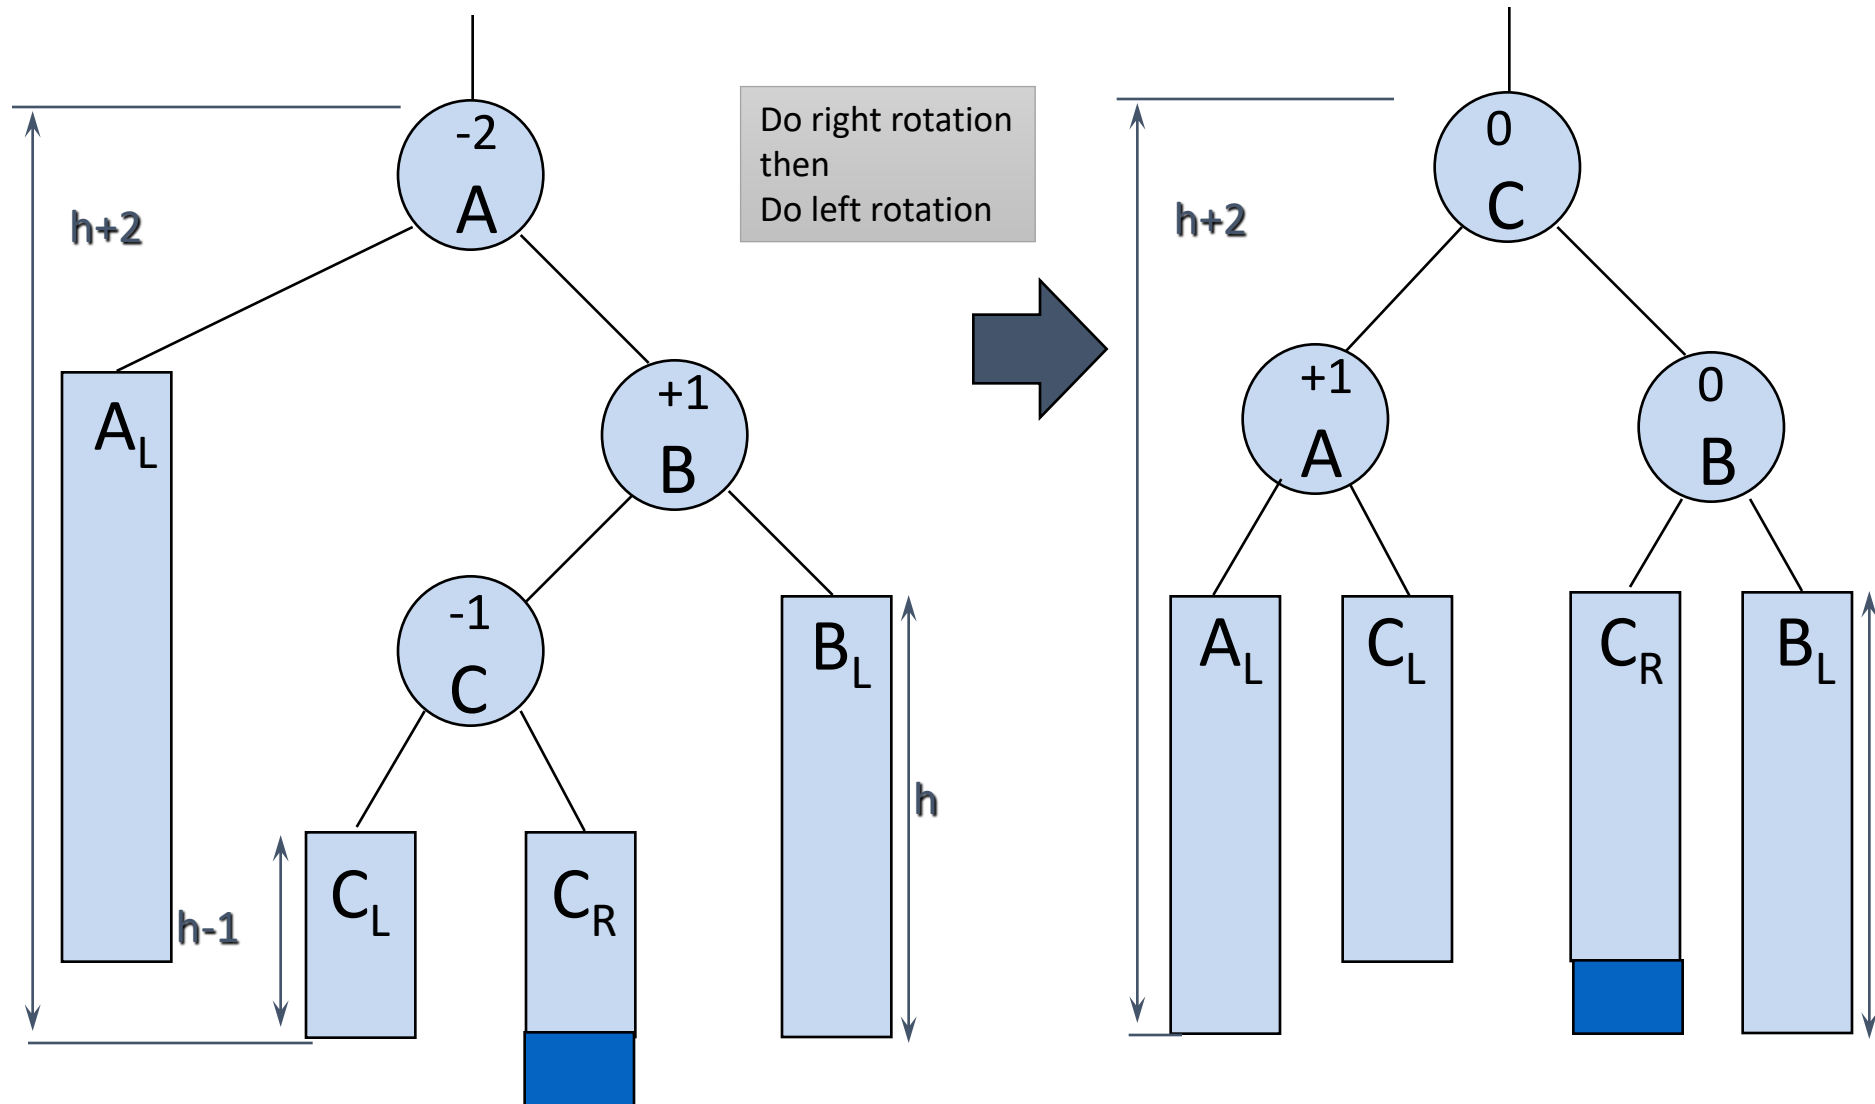 -2
A
h+2
A_L
+1
B
-1
C
B_L
h
C_L
C_R
h-1
Do right rotation
then
Do left rotation
0
C
h+2
+1
A
0
B
A_L
C_L
C_R
B_L